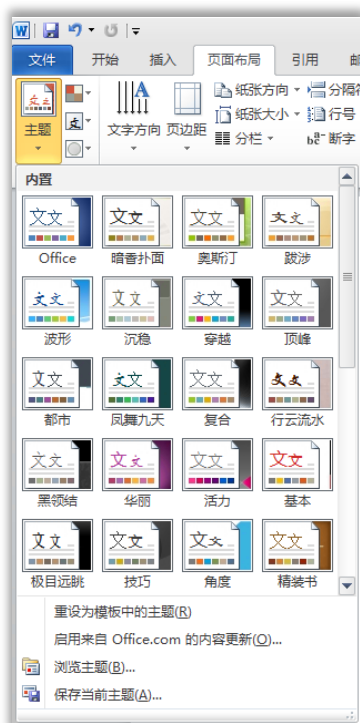 文件 开始 插入 页面布局 引用
主题 文字方向 页边距 纸张方向 分隔符
纸张大小 行号
分栏 断字
内置
Office 暗香扑面 奥斯汀 跋涉
波形 沉稳 穿越 顶峰
都市 凤舞九天 复合 行云流水
黑领结 华丽 活力 基本
极目远眺 技巧 角度 精装书
重设为模板中的主题(R)
启用来自 Office.com 的内容更新(O)...
浏览主题(B)...
保存当前主题(A)...